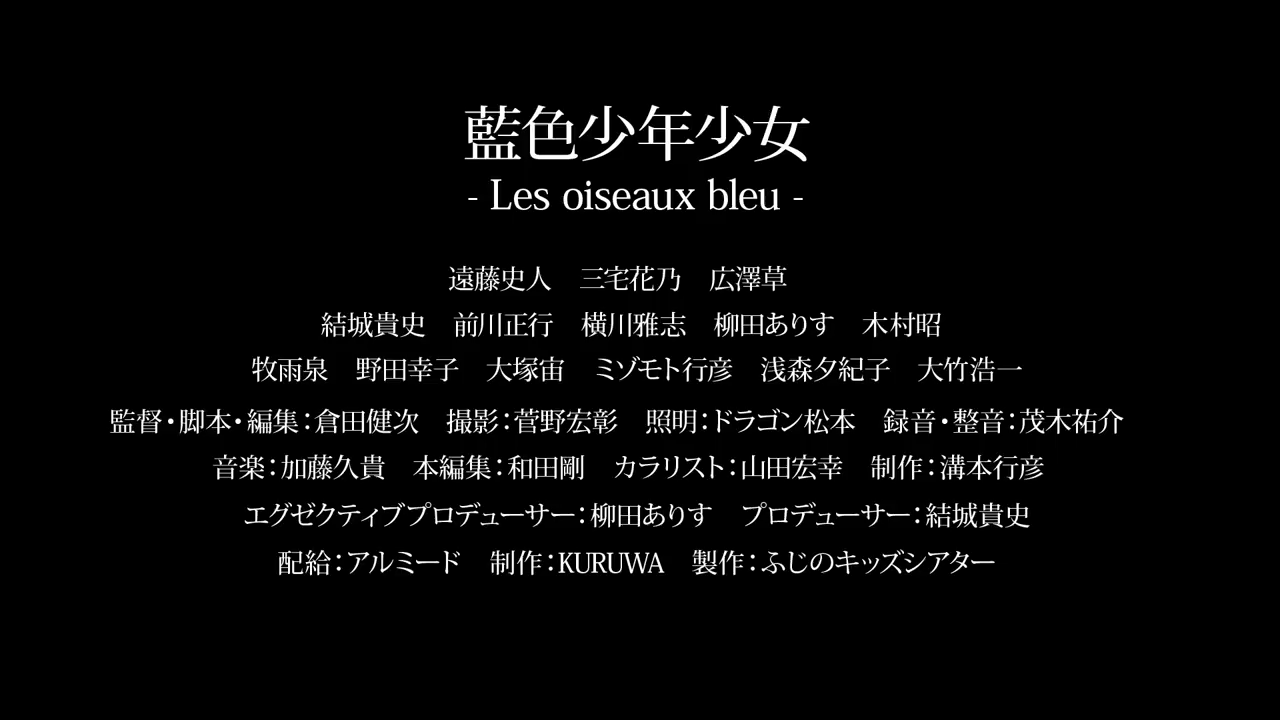 藍色少年少女
- Les oiseaux bleu -
遠藤史人　三宅花乃　広澤草
結城貴史　前川正行　横川雅志　柳田ありす　木村昭
牧雨泉　野田幸子　大塚宙　ミゾモト行彦　浅森夕紀子　大竹浩一
監督・脚本・編集：倉田健次　撮影：菅野宏彰　照明：ドラゴン松本　録音・整音：茂木祐介
音楽：加藤久貴　本編集：和田剛　カラリスト：山田宏幸　制作：溝本行彦
エグゼクティブプロデューサー：柳田ありす　プロデューサー：結城貴史
配給：アルミード　制作：KURUWA　製作：ふじのキッズシアター